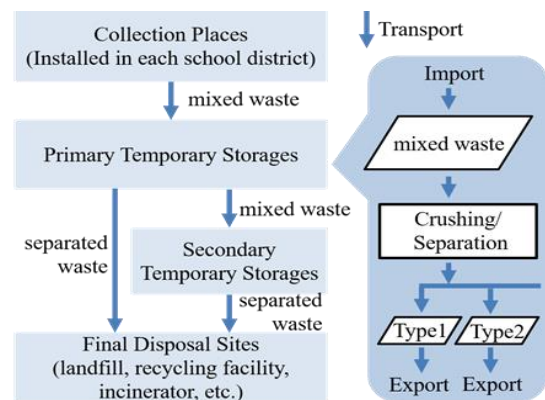 Collection Places
(Installed in each school district)
Transport
mixed waste
Primary Temporary Storages
mixed waste
separated
waste
Secondary
Temporary Storages
separated
waste
Final Disposal Sites
(landfill, recycling facility,
incinerator, etc.)
Import
mixed waste
Crushing/
Separation
Type1
Type2
Export
Export